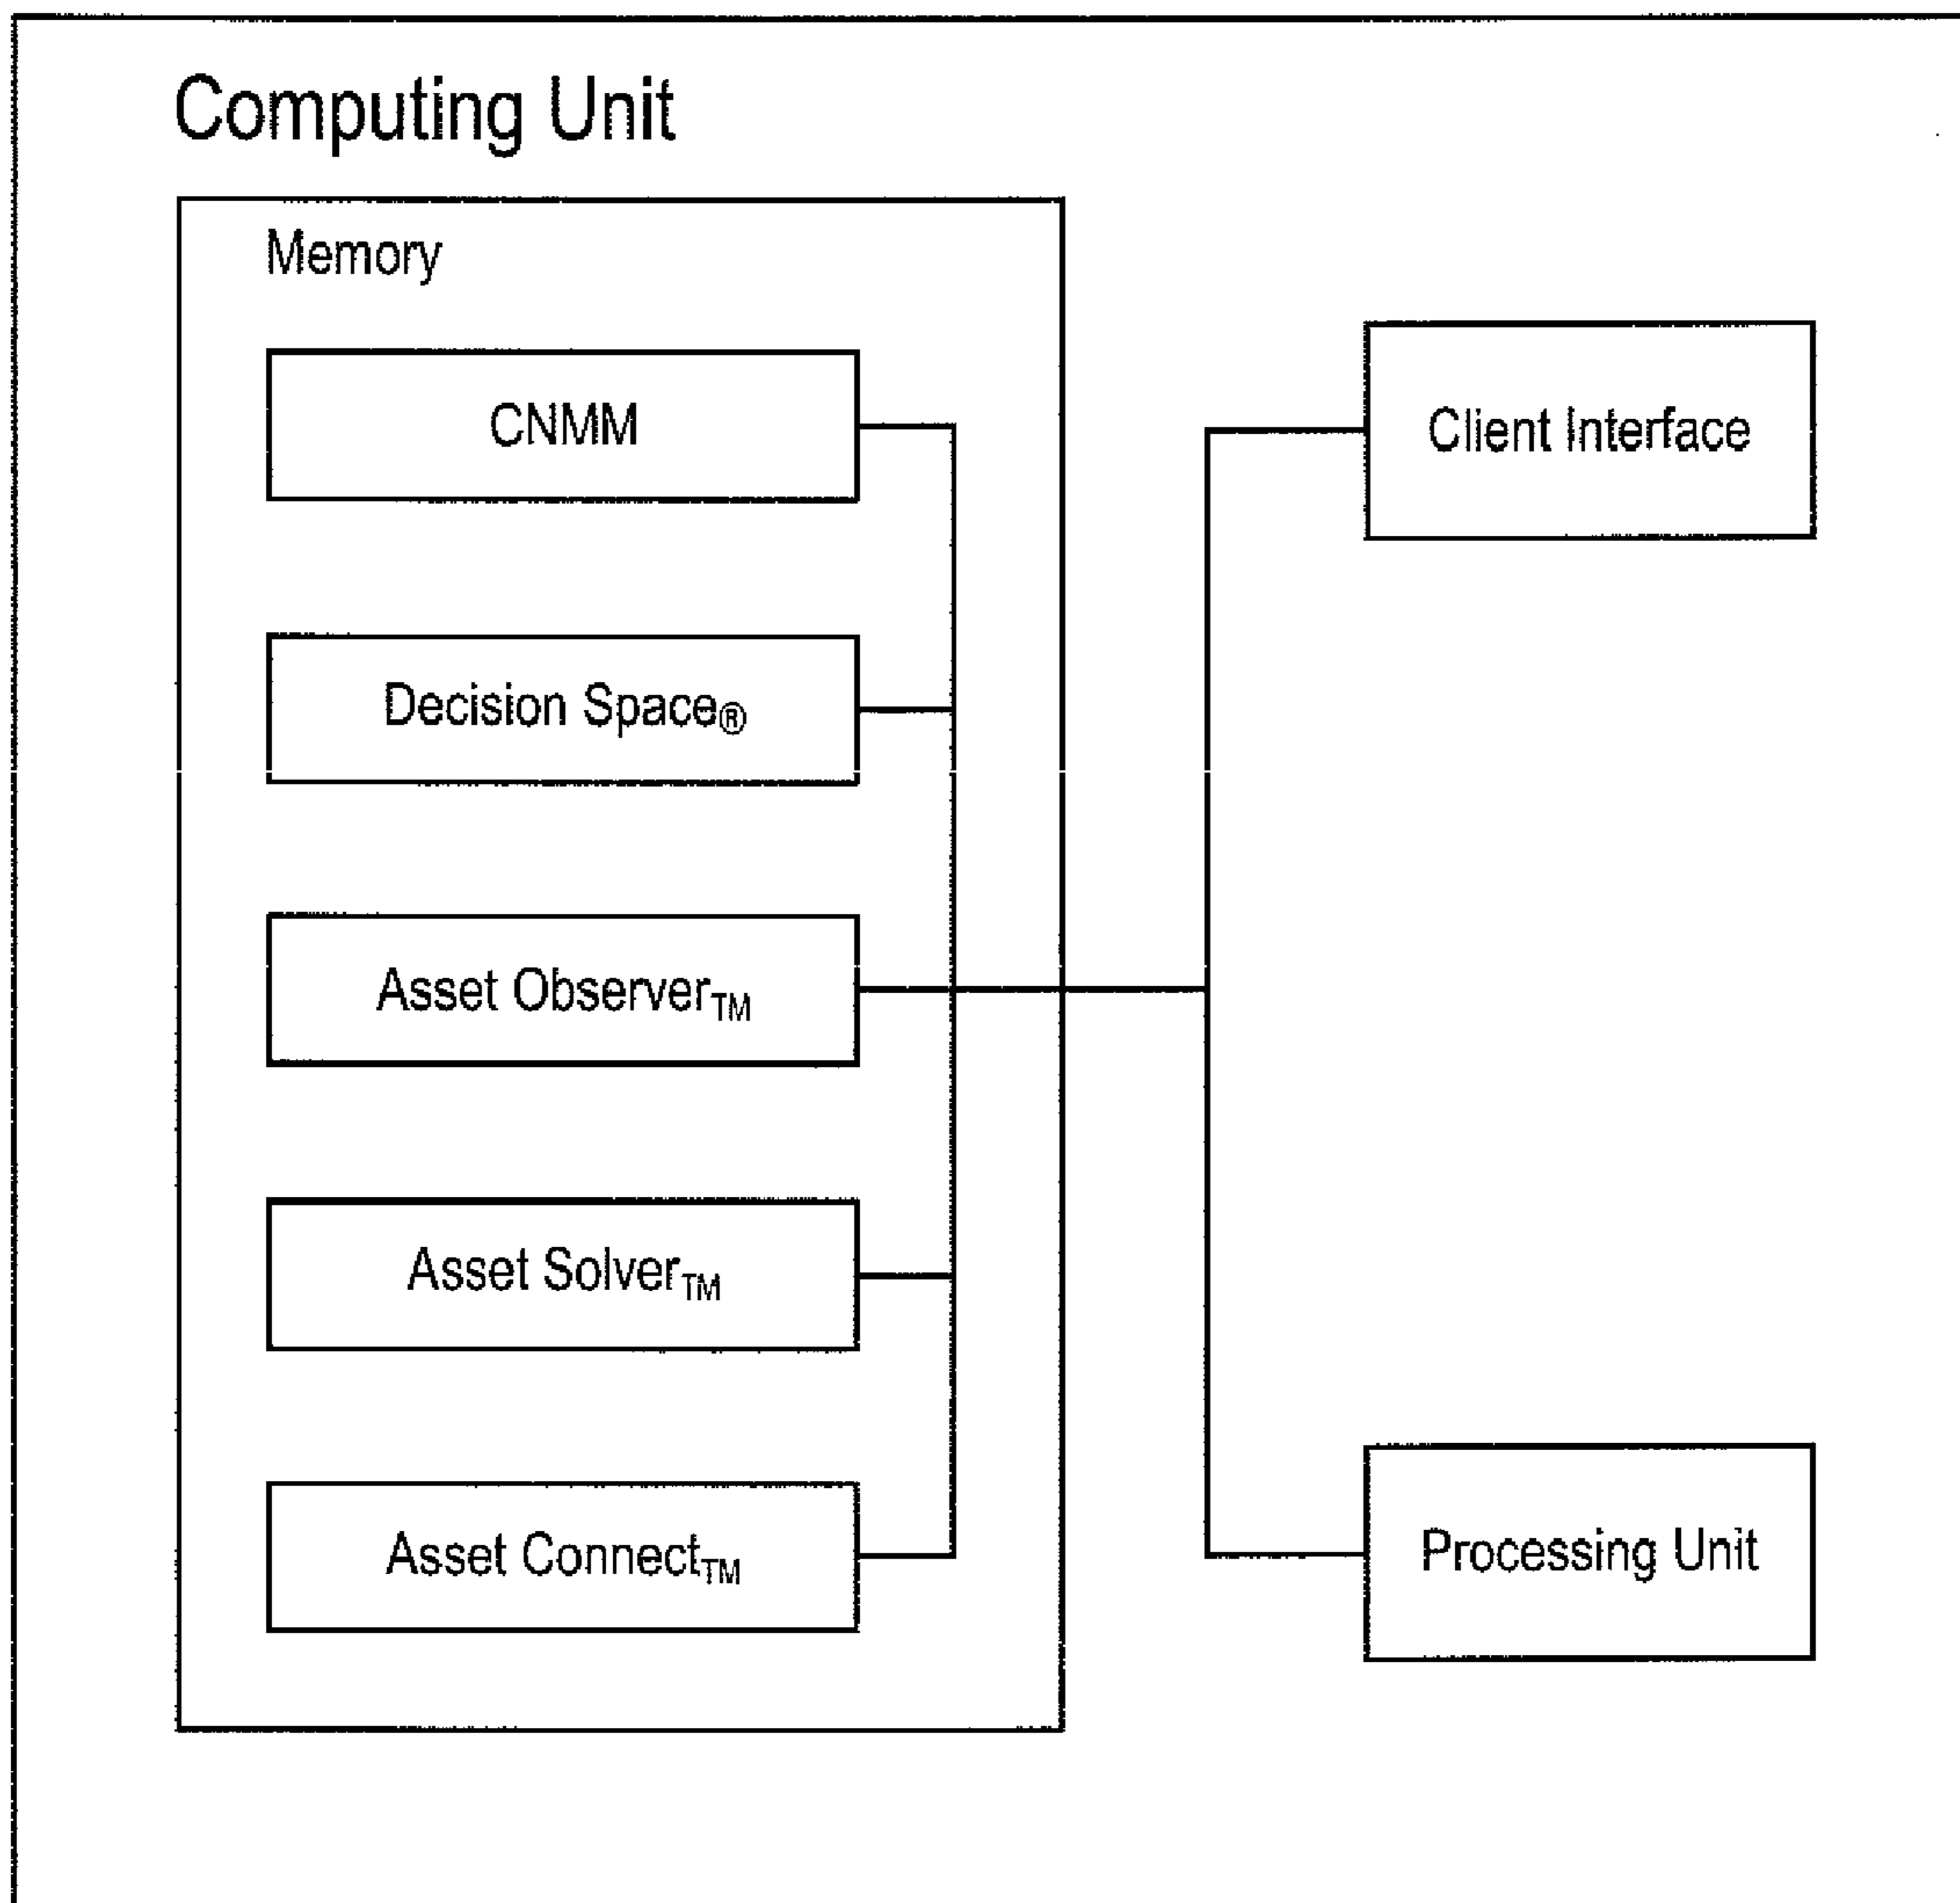 Computing Unit
Memory
CNMM
Client Interface
Decision Space®
Asset Observer™
Asset Solver™
Asset Connect™
Processing Unit